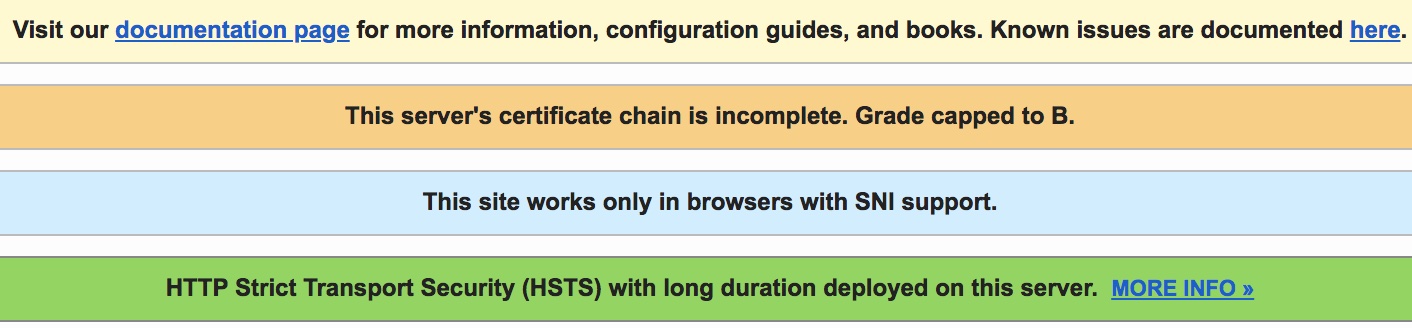 Visit our documentation page for more information, configuration guides, and books. Known issues are documented here.
This server's certificate chain is incomplete. Grade capped to B.
This site works only in browsers with SNI support.
HTTP Strict Transport Security (HSTS) with long duration deployed on this server. MORE INFO »